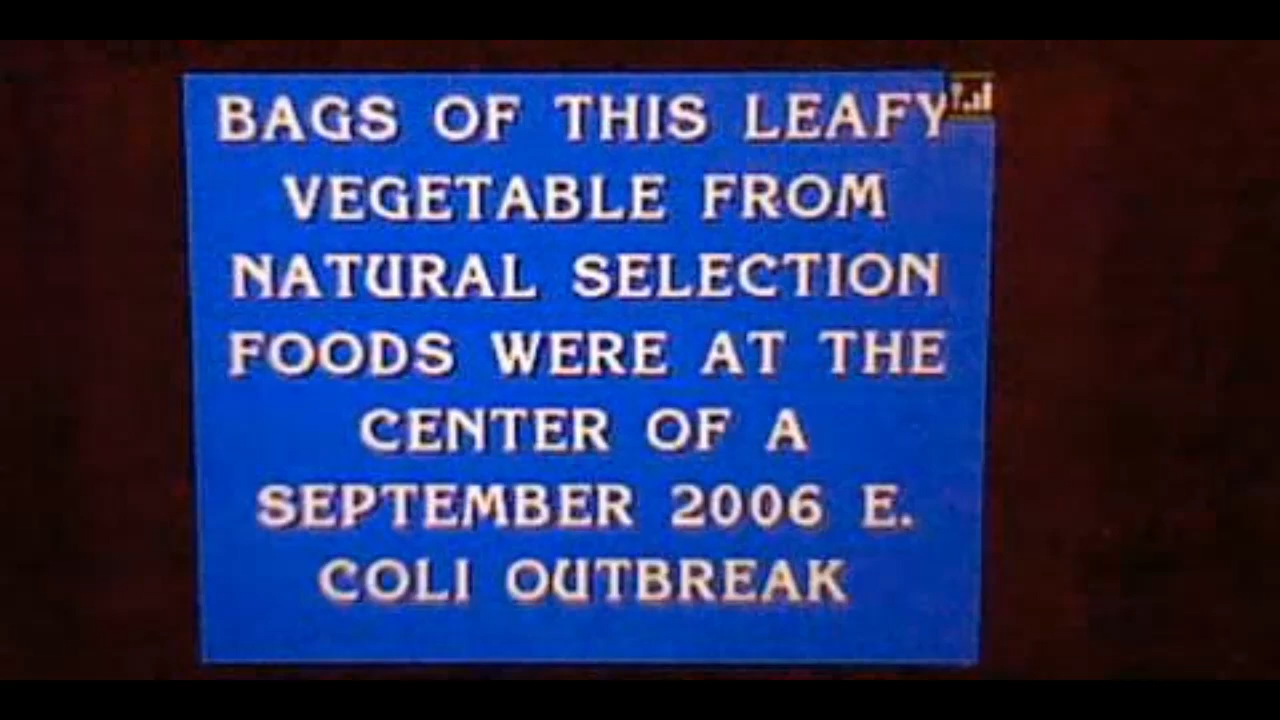 BAGS OF THIS LEAFY
VEGETABLE FROM
NATURAL SELECTION
FOODS WERE AT THE
CENTER OF A
SEPTEMBER 2006 E.
COLI OUTBREAK